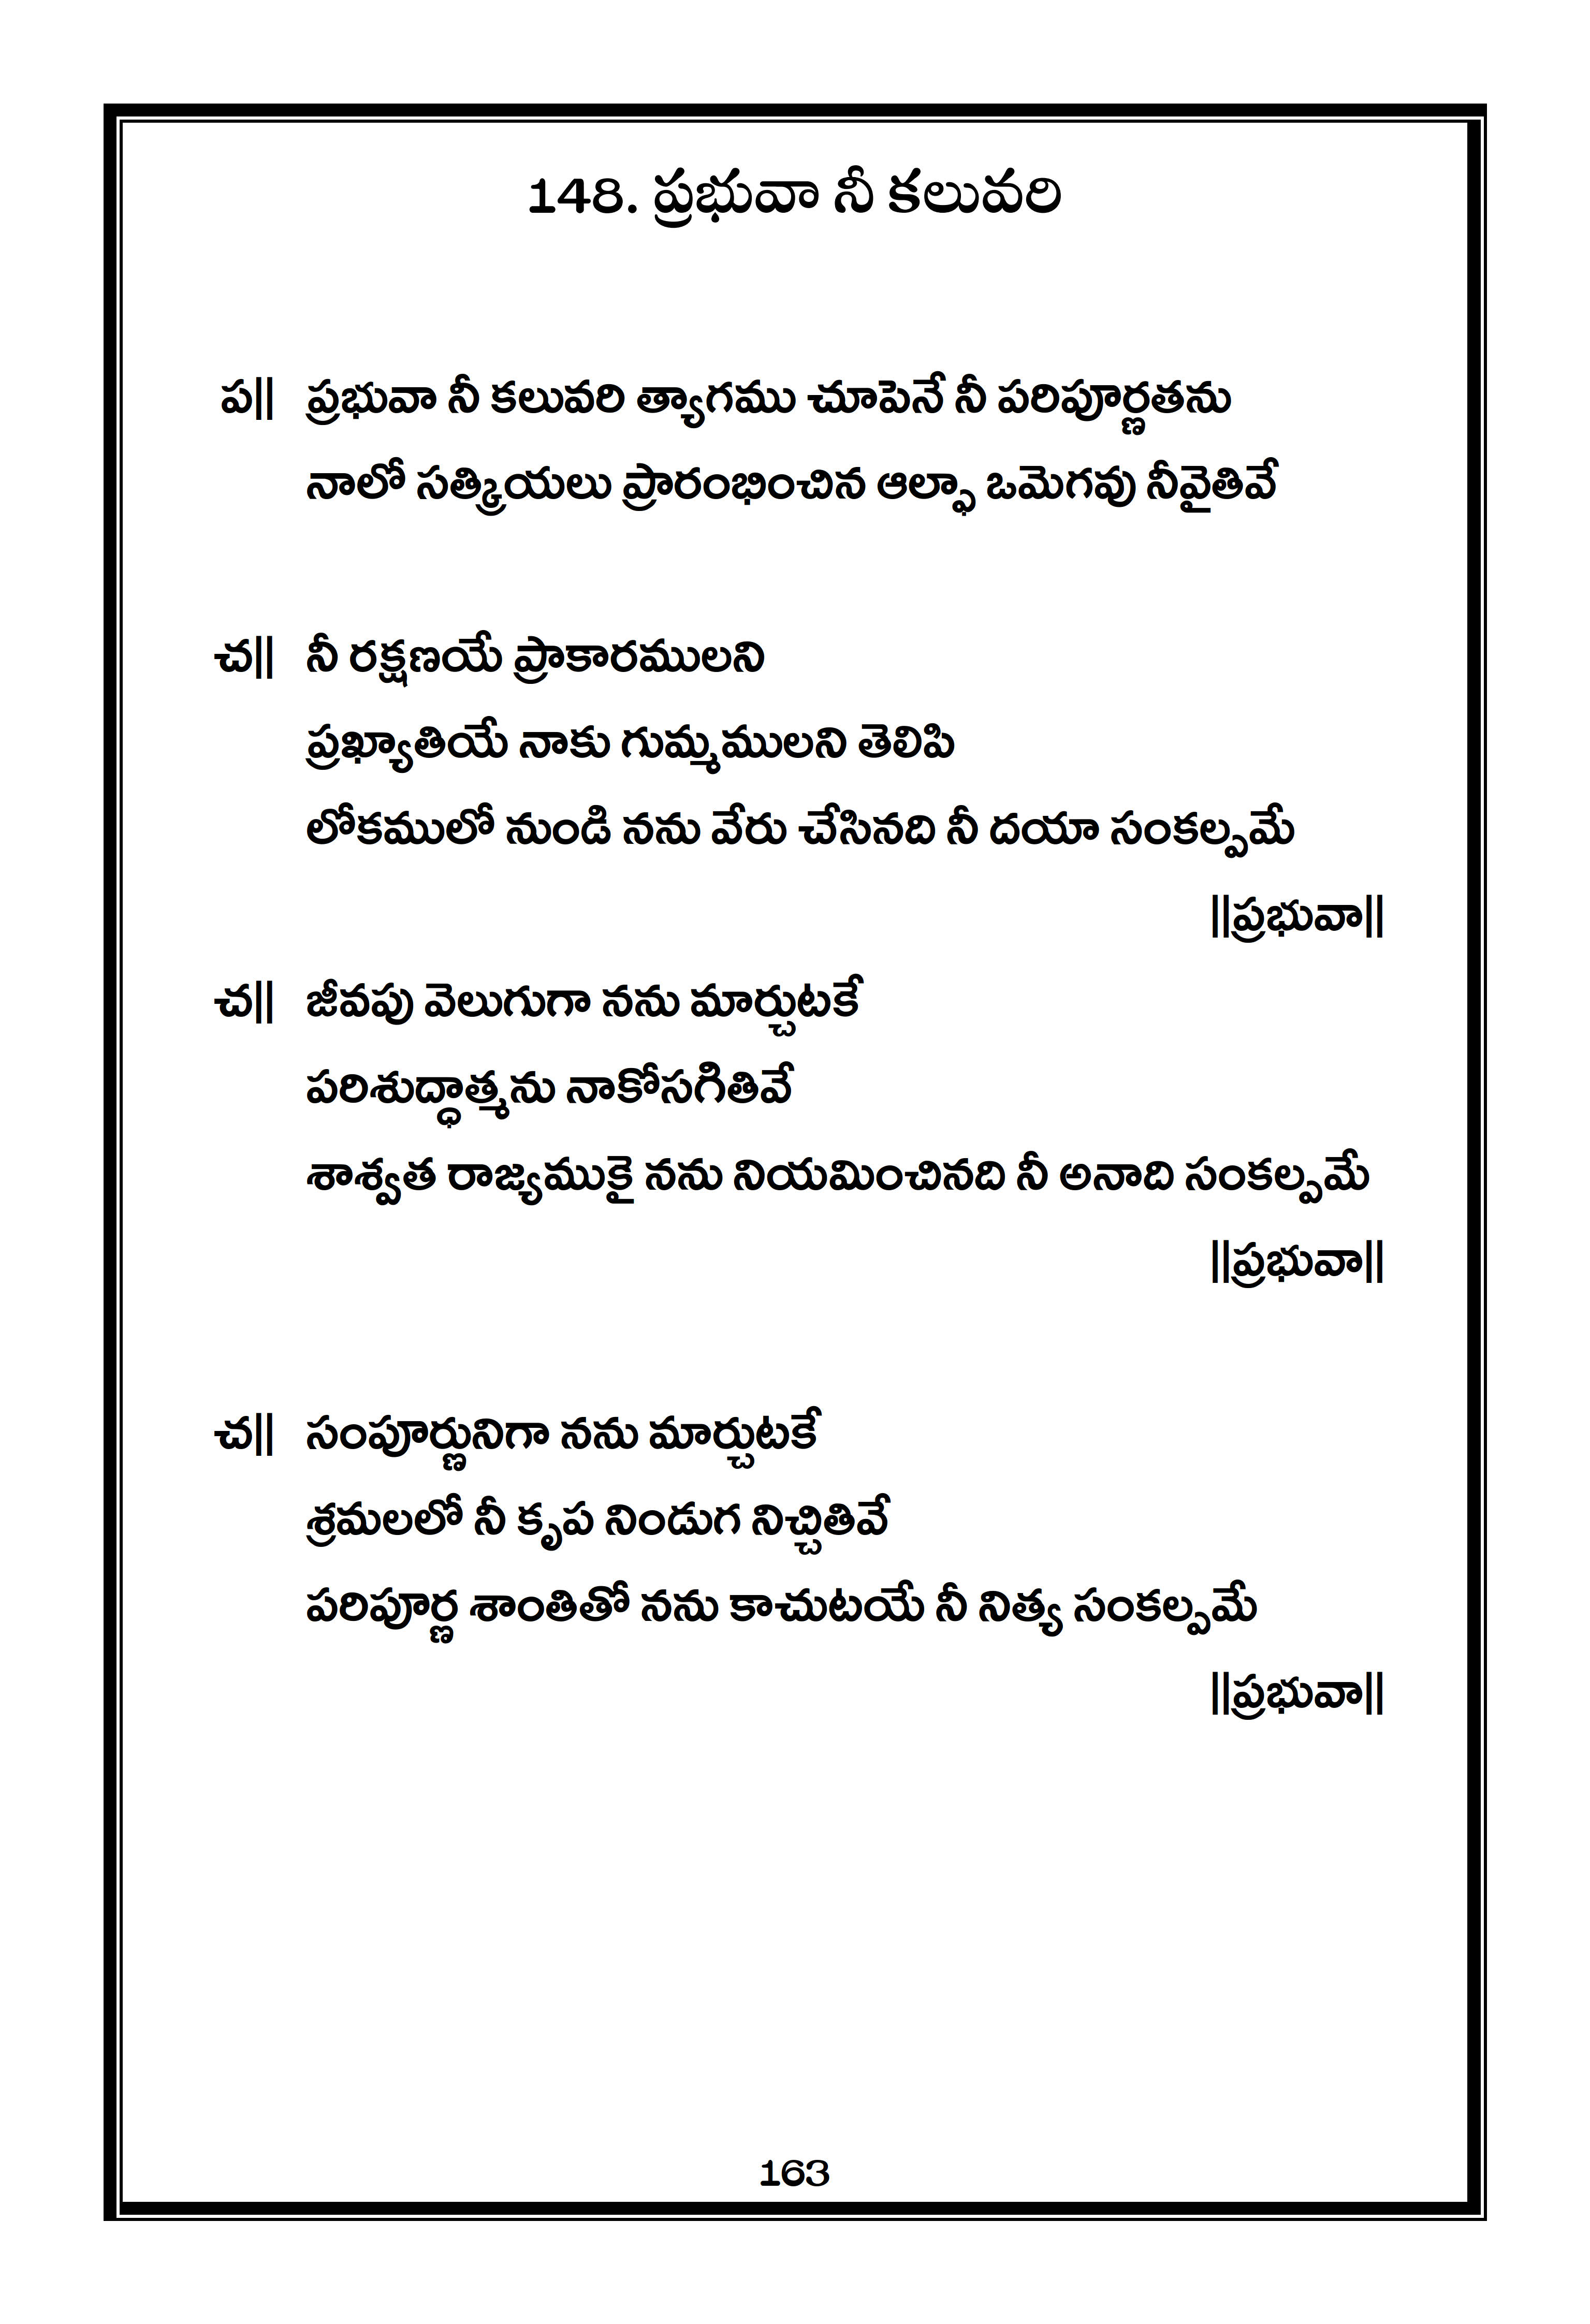 148. ప్రభువా నీ కలువరి
ప॥ ప్రభువా నీ కలువరి త్యాగము చూపెనే నీ పరిపూర్ణతను
నాలో సత్క్రియలు ప్రారంభించిన ఆల్ఫా ఒమెగవు నీవైతివే
చ॥ నీ రక్షణయే ప్రాకారములని
ప్రఖ్యాతియే నాకు గుమ్మములని తెలిపి
లోకములో నుండి నను వేరు చేసినది నీ దయా సంకల్పమే
॥ప్రభువా॥
చ॥ జీవపు వెలుగుగా నను మార్చుటకే
పరిశుద్ధాత్మను నాకోసగితివే
శాశ్వత రాజ్యముకై నను నియమించినది నీ అనాది సంకల్పమే
॥ప్రభువా॥
చ॥ సంపూర్ణునిగా నను మార్చుటకే
శ్రమలలో నీ కృప నిండుగ నిచ్చితివే
పరిపూర్ణ శాంతితో నను కాచుటయే నీ నిత్య సంకల్పమే
॥ప్రభువా॥
163